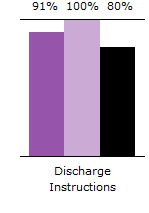 91% 100% 80%
Discharge
Instructions